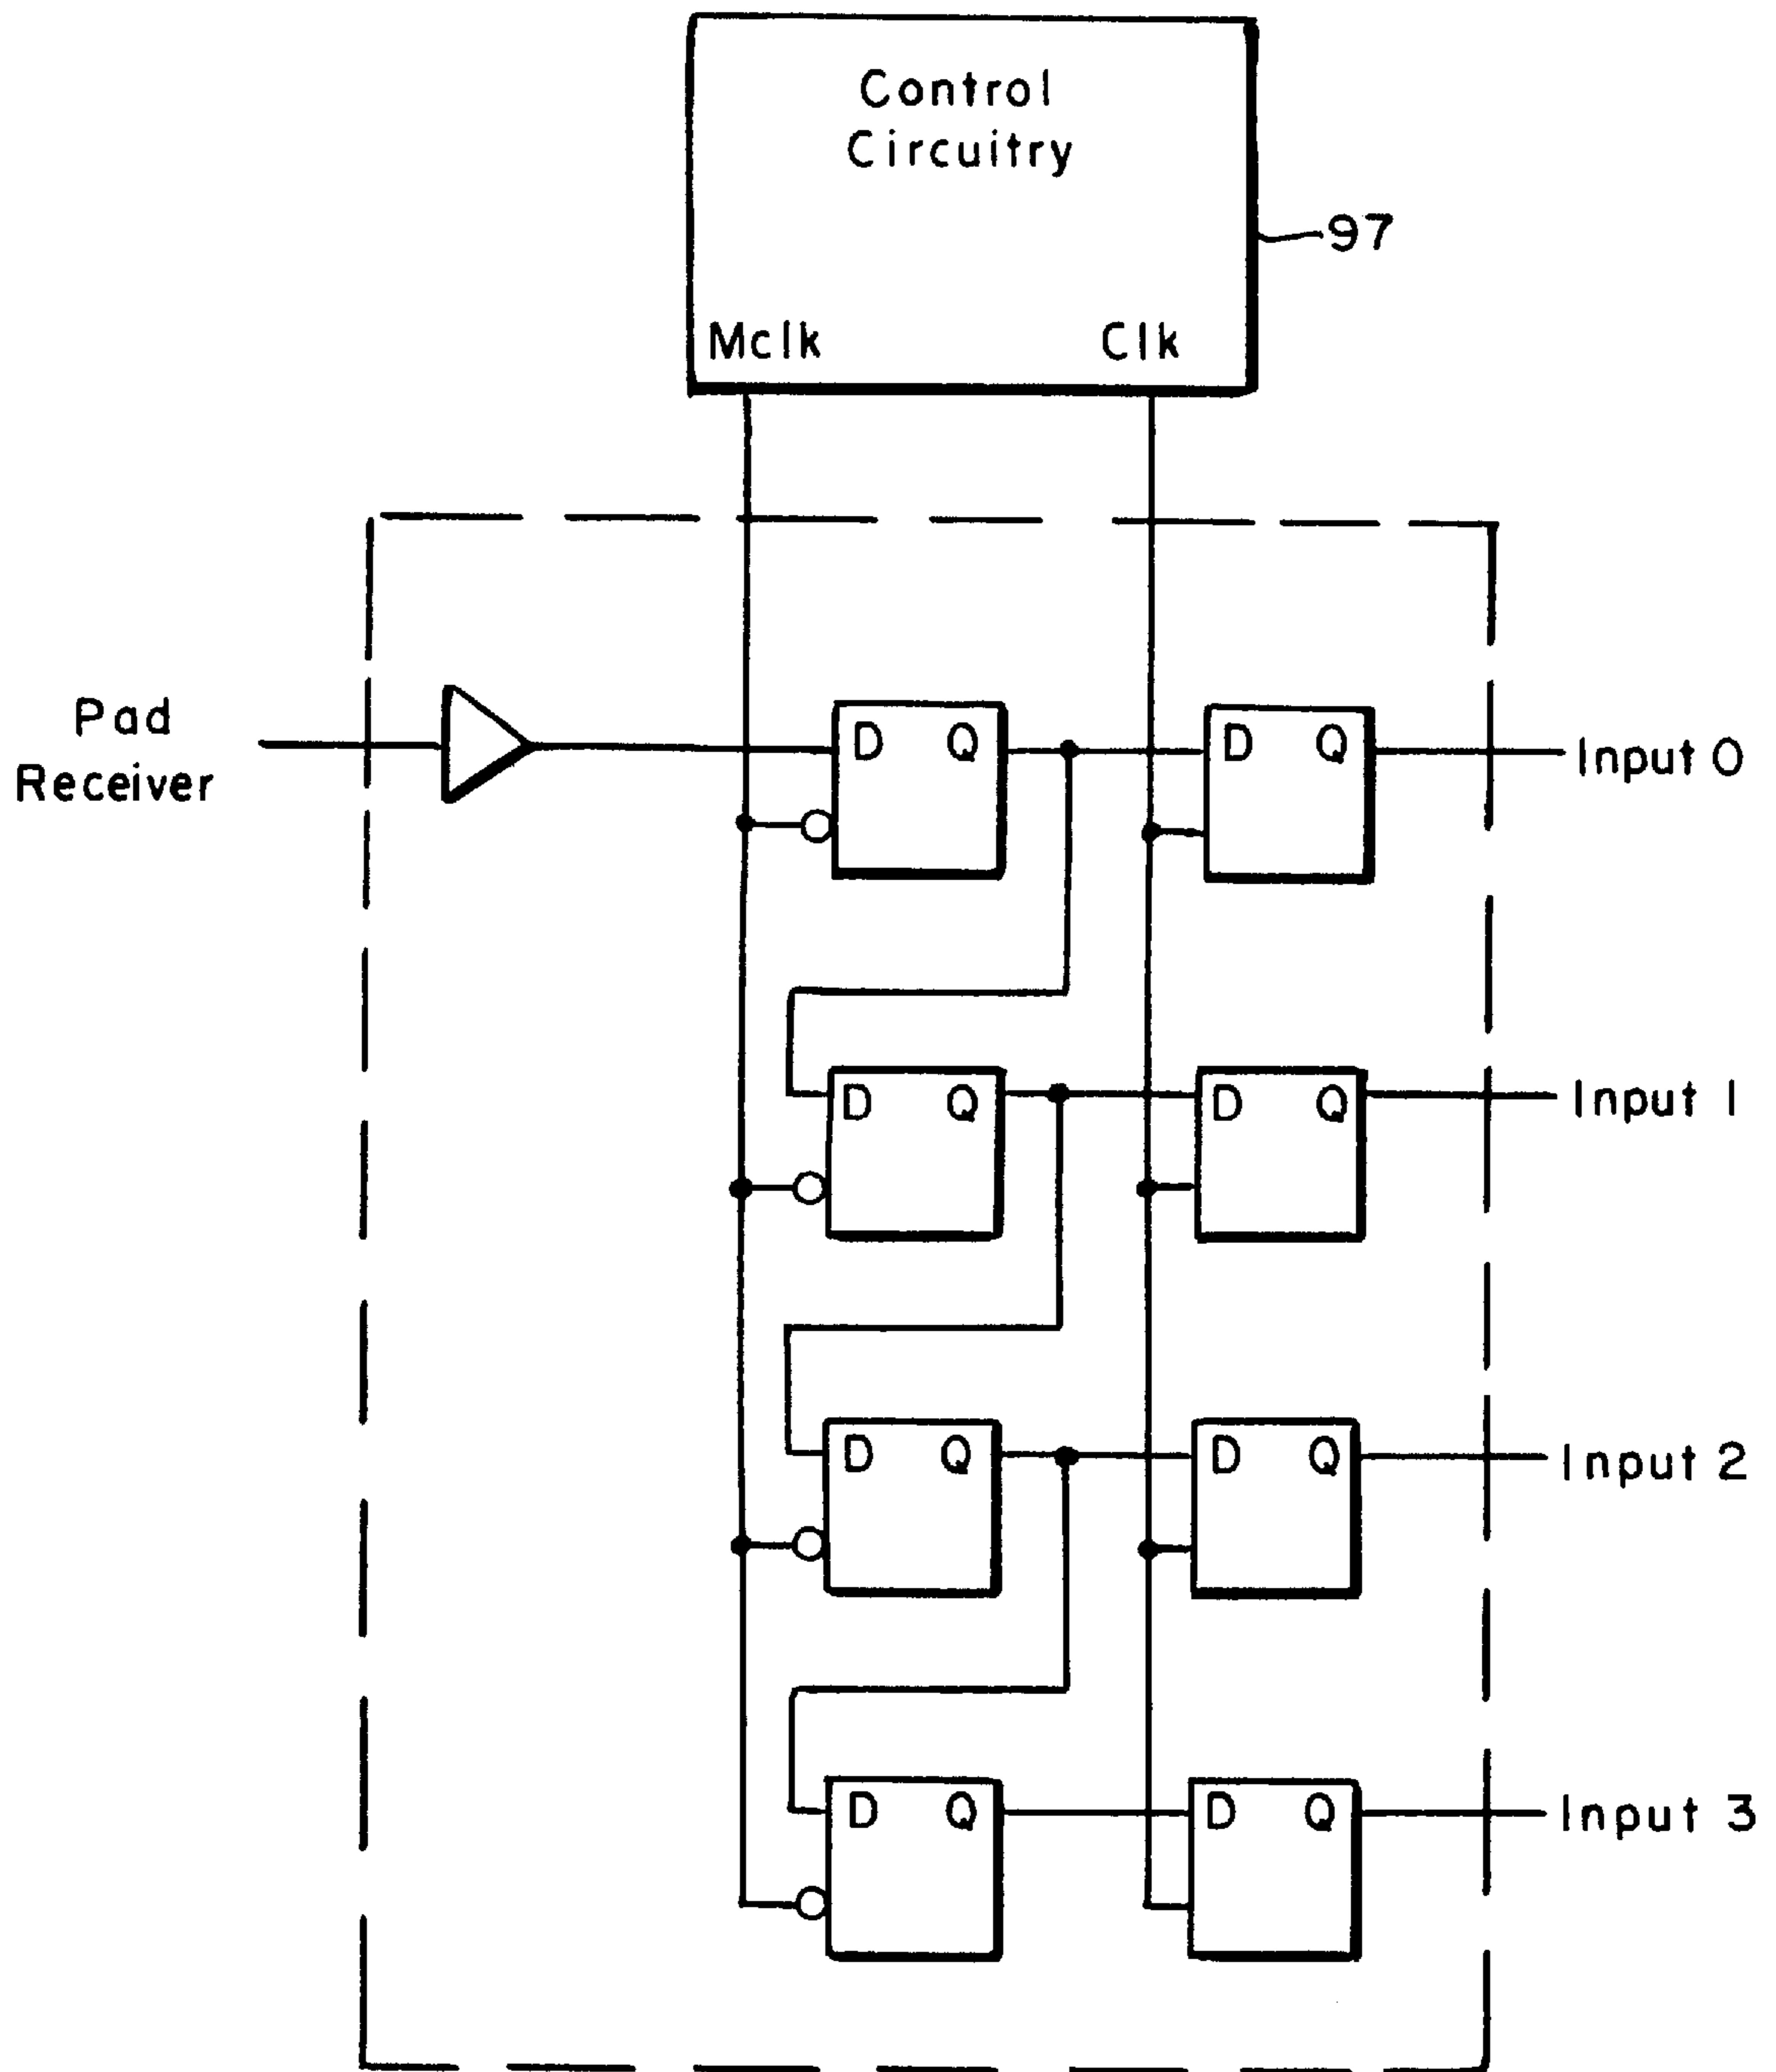 Control
Circuitry
97
Mclk Clk
Pad
Receiver
D Q D Q
Input 0
D Q D Q
Input 1
D Q D Q
Input 2
D Q D Q
Input 3